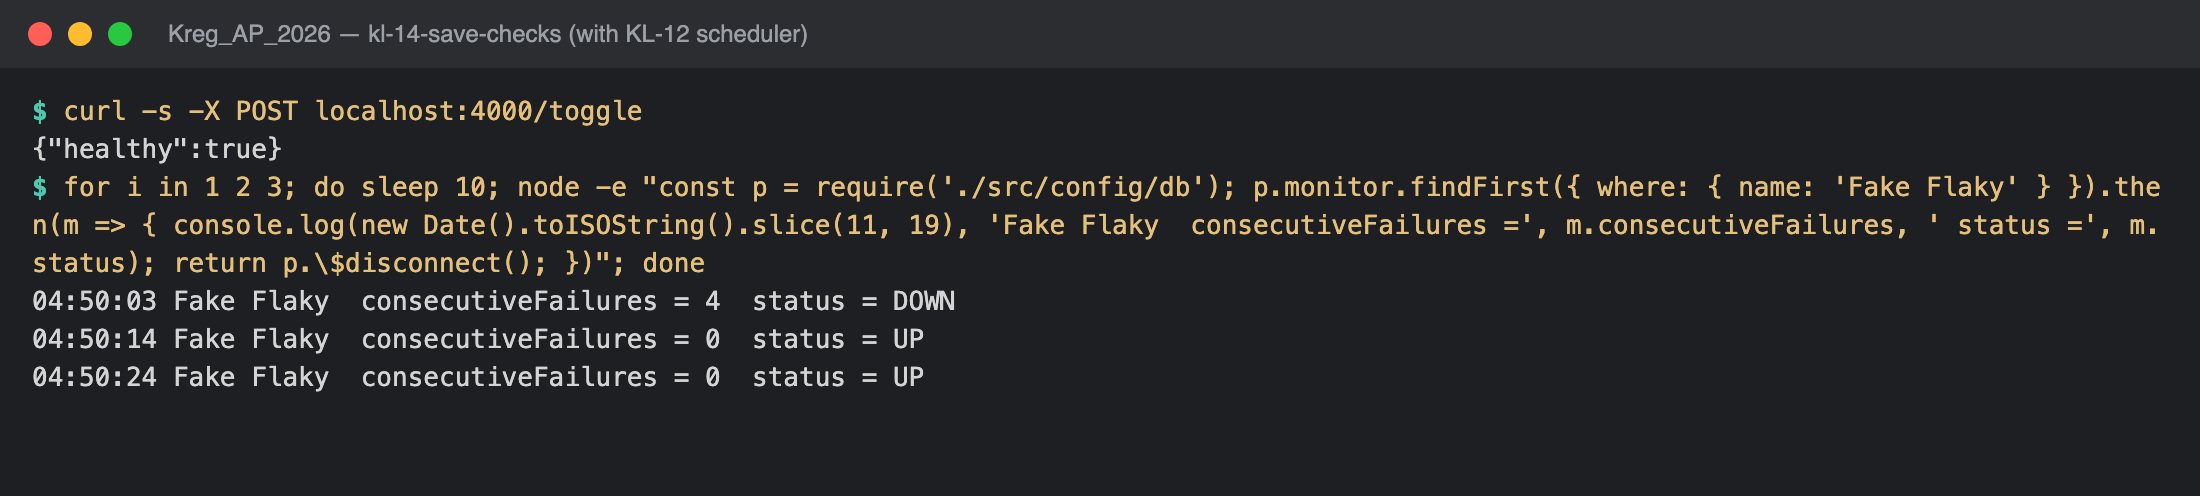 Kreg_AP_2026 — kl-14-save-checks (with KL-12 scheduler)
$ curl -s -X POST localhost:4000/toggle
{"healthy":true}
$ for i in 1 2 3; do sleep 10; node -e "const p = require('./src/config/db'); p.monitor.findFirst({ where: { name: 'Fake Flaky' } }).the
n(m => { console.log(new Date().toISOString().slice(11, 19), 'Fake Flaky  consecutiveFailures =', m.consecutiveFailures, ' status =', m.
status); return p.\$disconnect(); })"; done
04:50:03 Fake Flaky  consecutiveFailures = 4  status = DOWN
04:50:14 Fake Flaky  consecutiveFailures = 0  status = UP
04:50:24 Fake Flaky  consecutiveFailures = 0  status = UP